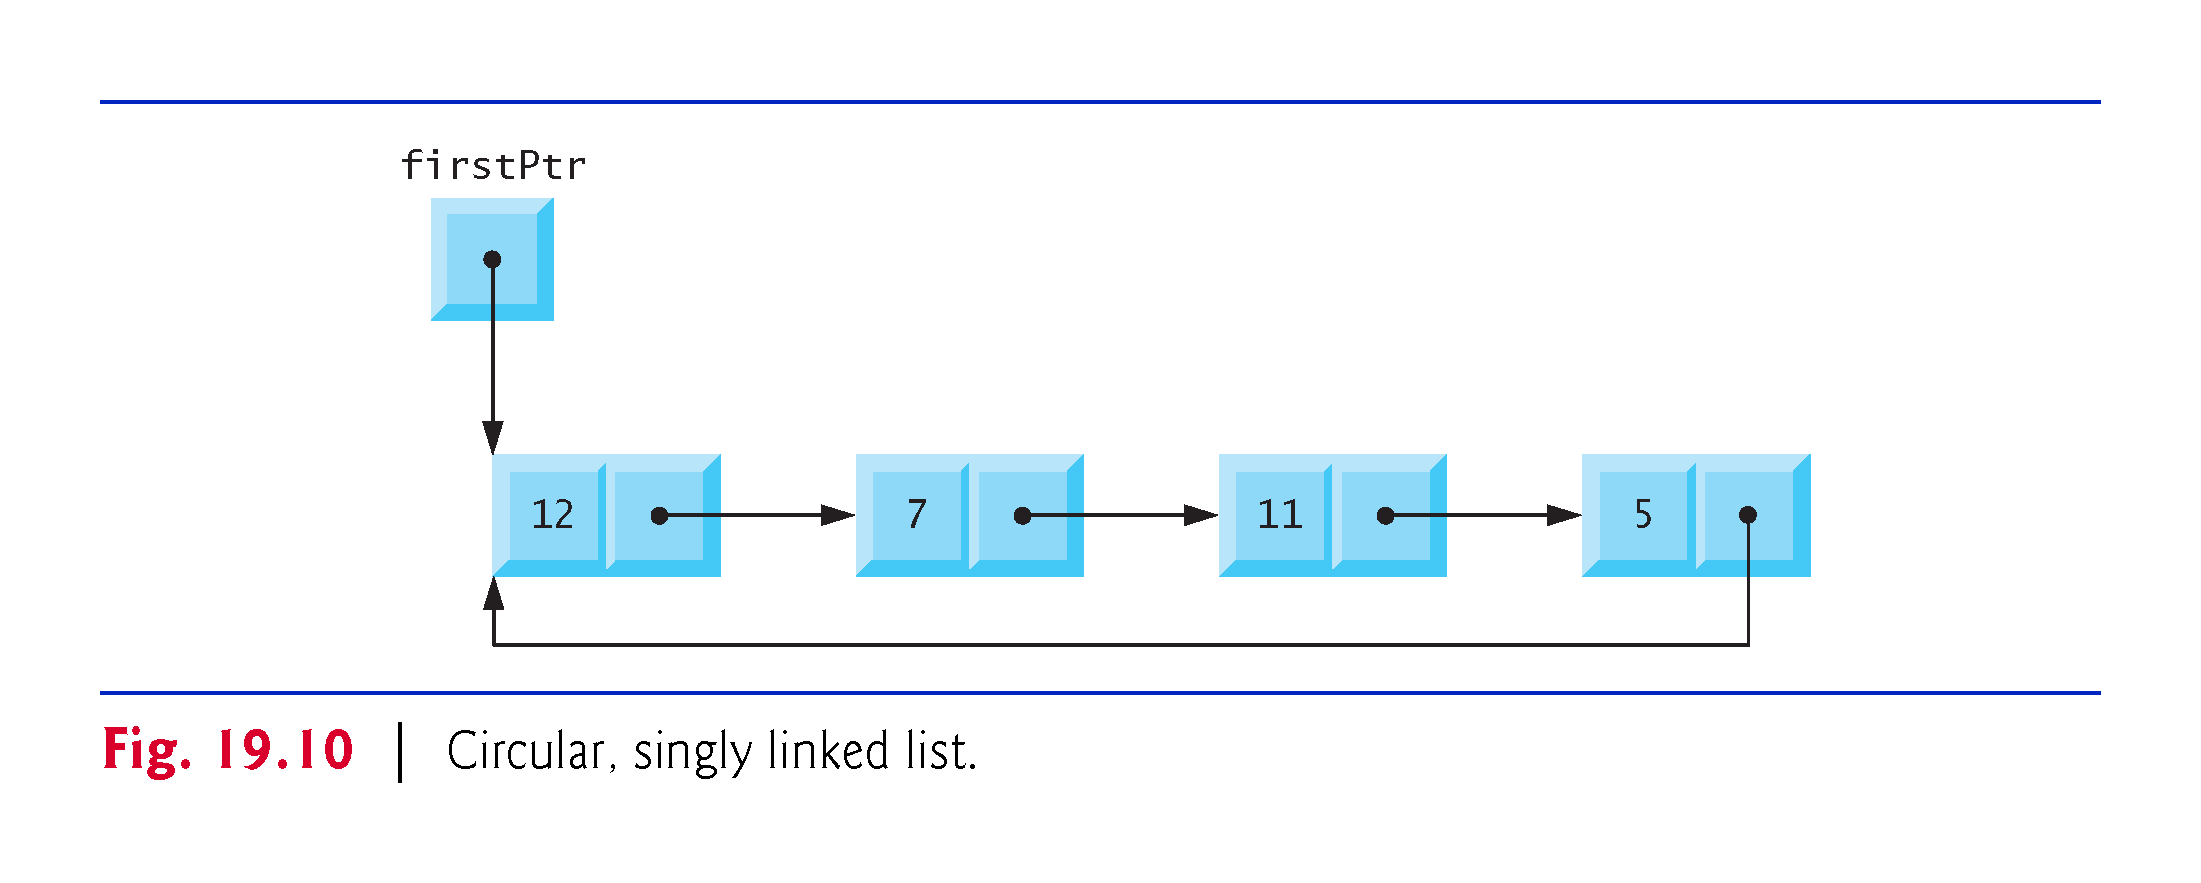 firstPtr
12 7 11 5
Fig. 19.10 | Circular, singly linked list.